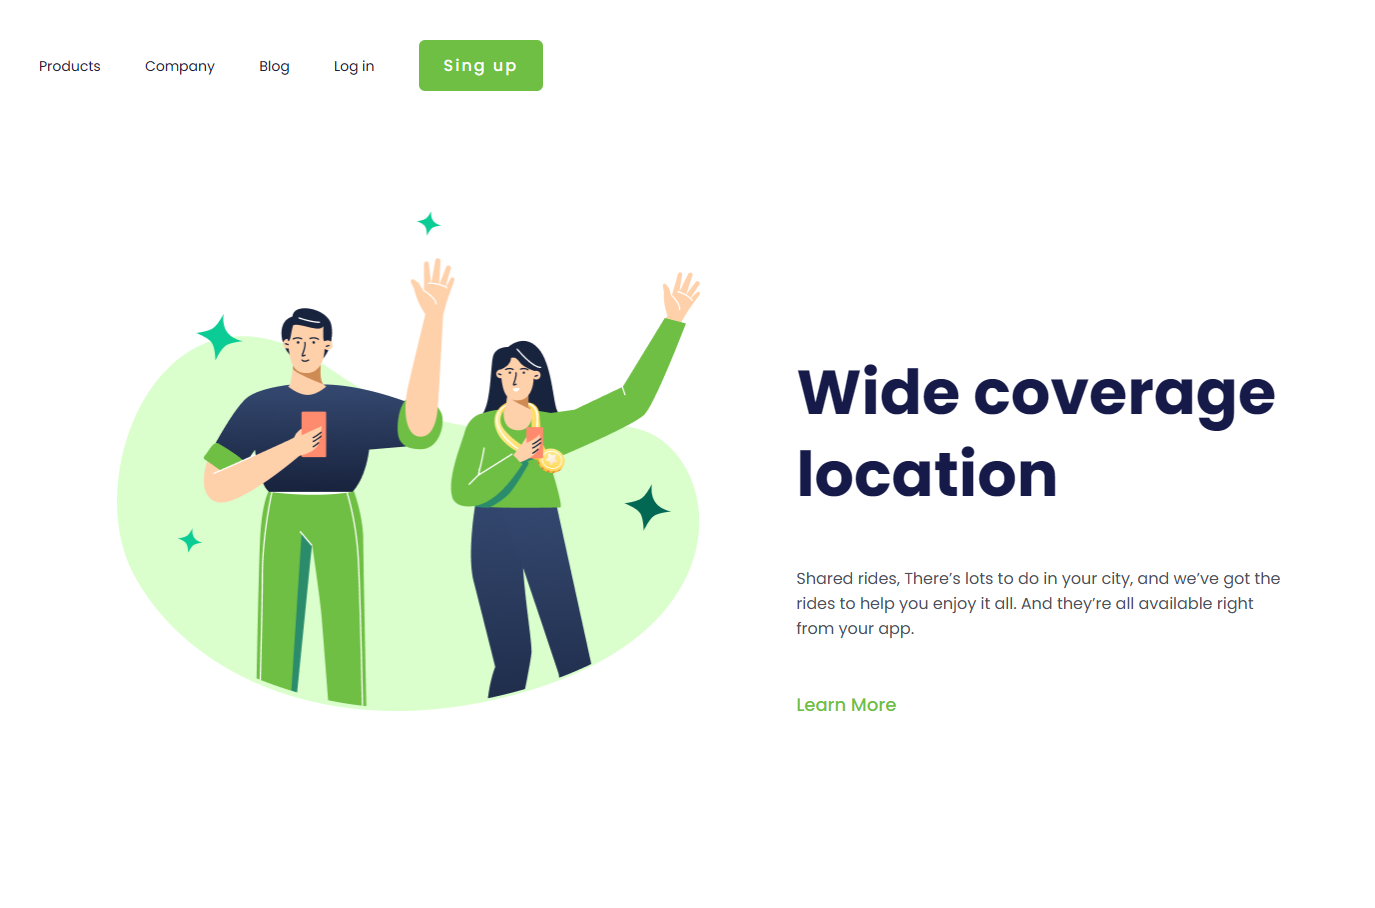 Products Company Blog Log in Sing up
Wide coverage
location
Shared rides, There’s lots to do in your city, and we’ve got the
rides to help you enjoy it all. And they’re all available right
from your app.
Learn More